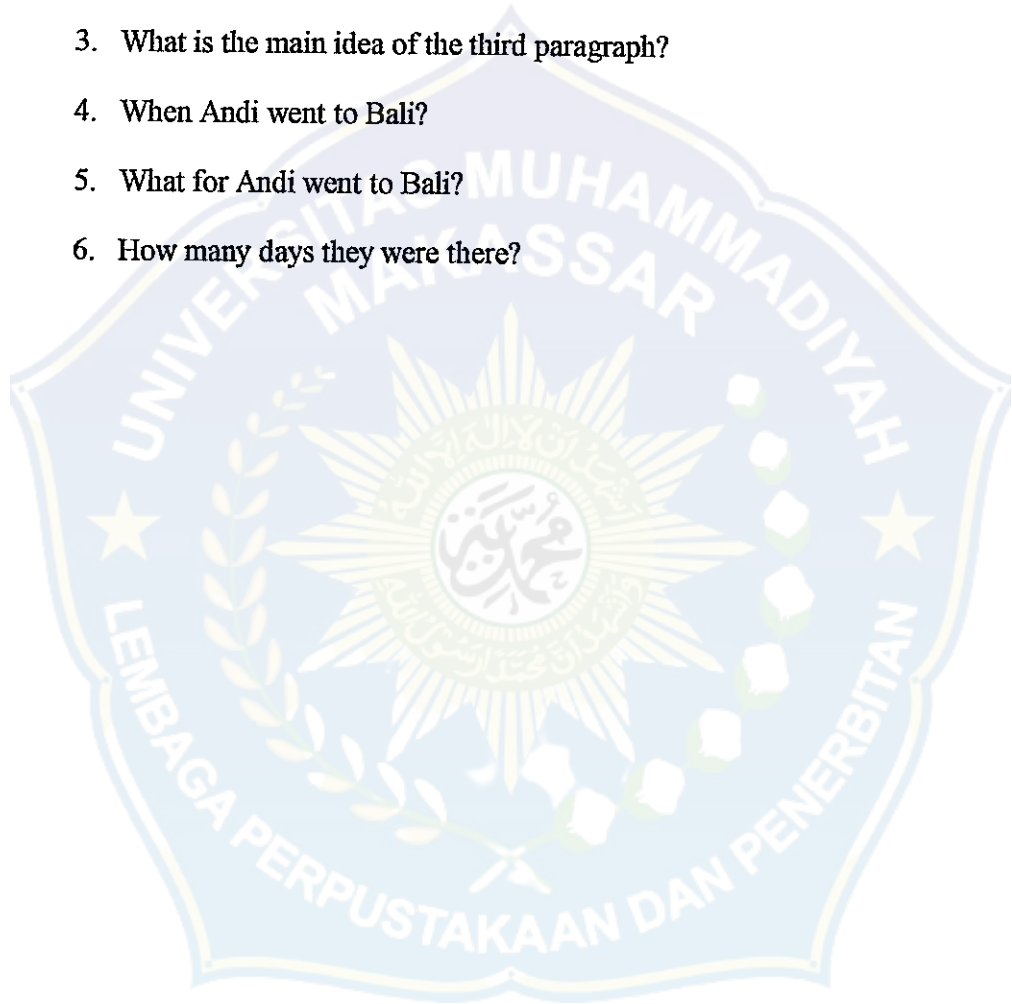 3. What is the main idea of the third paragraph?
4. When Andi went to Bali?
5. What for Andi went to Bali?
6. How many days they were there?
UNIVERSITAS MUHAMMADIYAH
MAKASSAR
LEMBAGA PERPUSTAKAAN DAN PENERBITAN